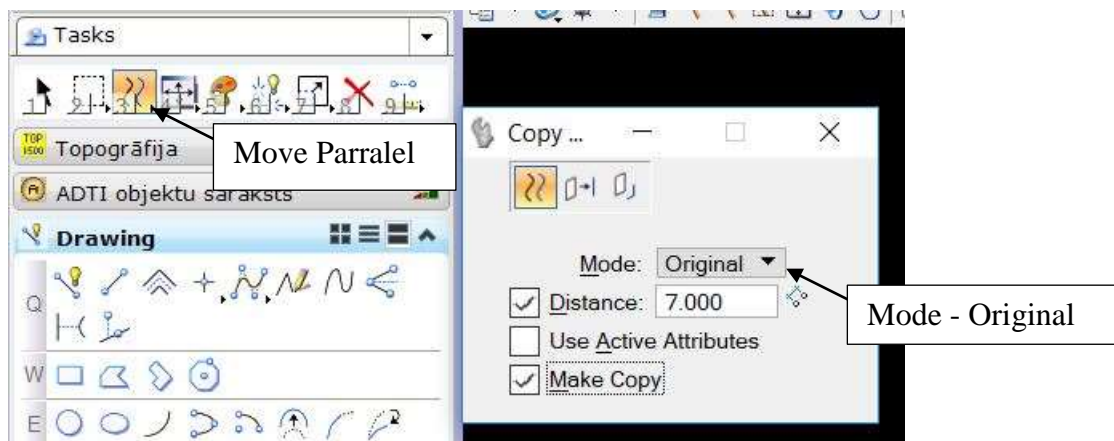 Tasks
1 2 3 4 5 6 7 8 9
Move Parralel
TOP
1500
Topogrāfija
ADTI objektu saraksts
Drawing
Q
W
E
Copy ...
Mode: Original
Distance: 7.000
Use Active Attributes
Make Copy
Mode - Original